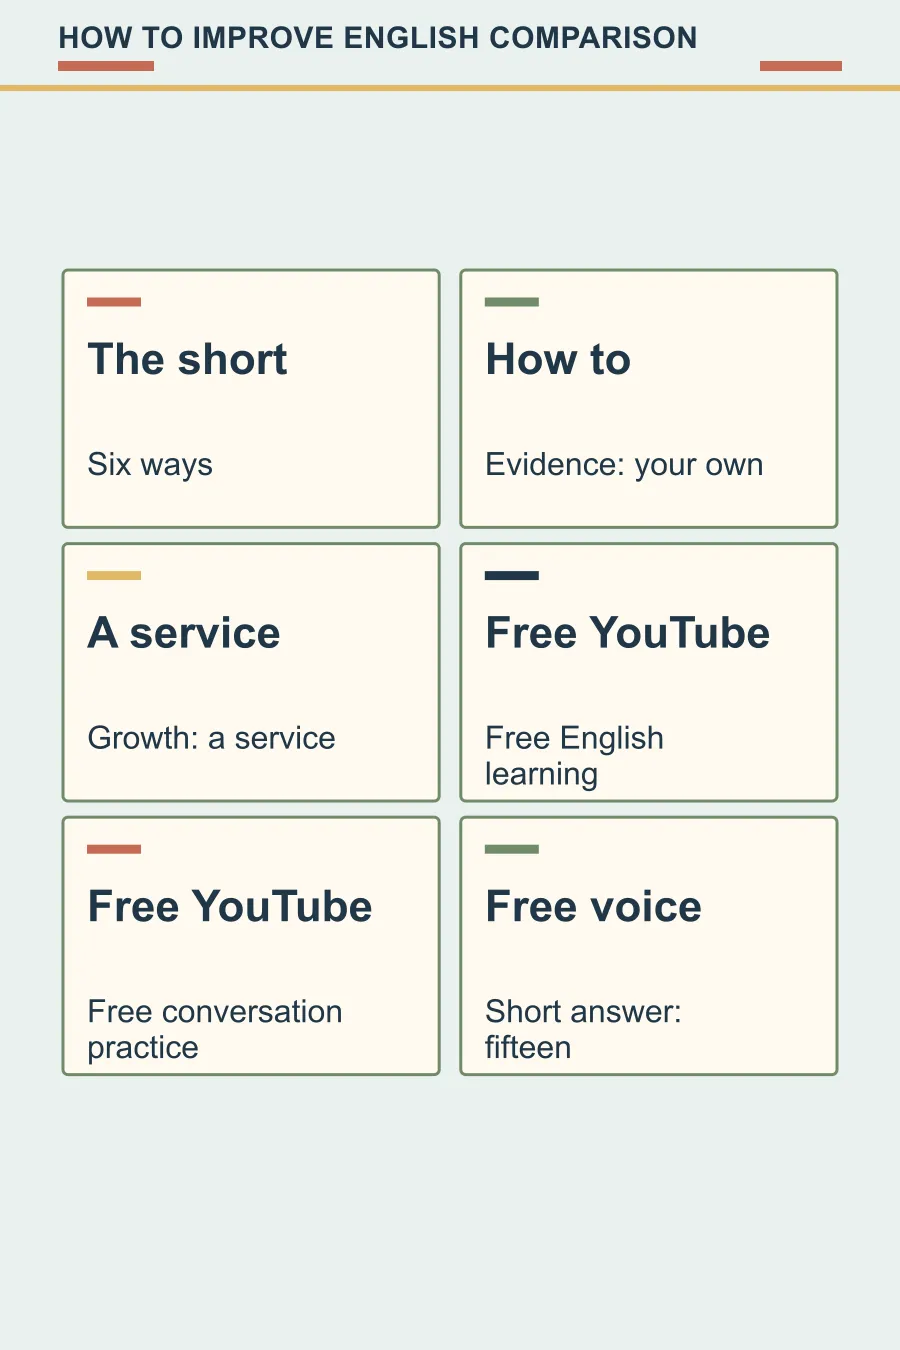 HOW TO IMPROVE ENGLISH COMPARISON
The short
Six ways
How to
Evidence: your own
A service
Growth: a service
Free YouTube
Free English
learning
Free YouTube
Free conversation
practice
Free voice
Short answer:
fifteen